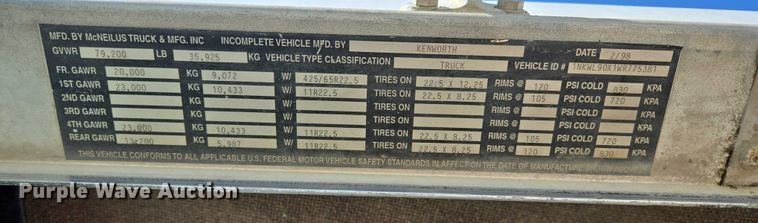 MFD. BY McNEILUS TRUCK & MFG. INC INCOMPLETE VEHICLE MFD. BY KENWORTH 2/98
GVWR 79,200 LB 35,925 KG VEHICLE TYPE CLASSIFICATION TRUCK VEHICLE ID # 1NKWL90X1WR775381
FR. GAWR 20,000 KG 9,072 W/ 425/65R22.5 TIRES ON 22.5 X 12.25 RIMS @ 120 PSI COLD 830 KPA
1ST GAWR 23,000 KG 10,433 W/ 11R22.5 TIRES ON 22.5 X 8.25 RIMS @ 105 PSI COLD 720 KPA
2ND GAWR KG W/ TIRES ON RIMS @ PSI COLD KPA
3RD GAWR KG W/ TIRES ON RIMS @ PSI COLD KPA
4TH GAWR 23,000 KG 10,433 W/ 11R22.5 TIRES ON 22.5 X 8.25 RIMS @ 105 PSI COLD 720 KPA
REAR GAWR 13,200 KG 5,987 W/ 11R22.5 TIRES ON 22.5 X 8.25 RIMS @ 120 PSI COLD 830 KPA
THIS VEHICLE CONFORMS TO ALL APPLICABLE U.S. FEDERAL MOTOR VEHICLE SAFETY STANDARDS IN AFFECT ON THE DATE OF MANUFACTURE
Purple Wave Auction